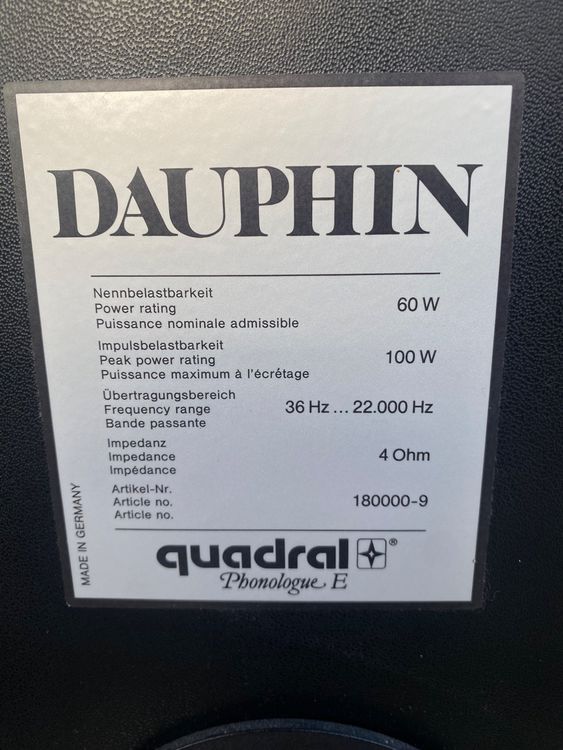 DAUPHIN
Nennbelastbarkeit
Power rating
Puissance nominale admissible
60 W
Impulsbelastbarkeit
Peak power rating
Puissance maximum à l'écrétage
100 W
Übertragungsbereich
Frequency range
Bande passante
36 Hz ... 22.000 Hz
Impedanz
Impedance
Impédance
4 Ohm
Artikel-Nr.
Article no.
Article no.
180000-9
MADE IN GERMANY
quadral®
Phonologue E